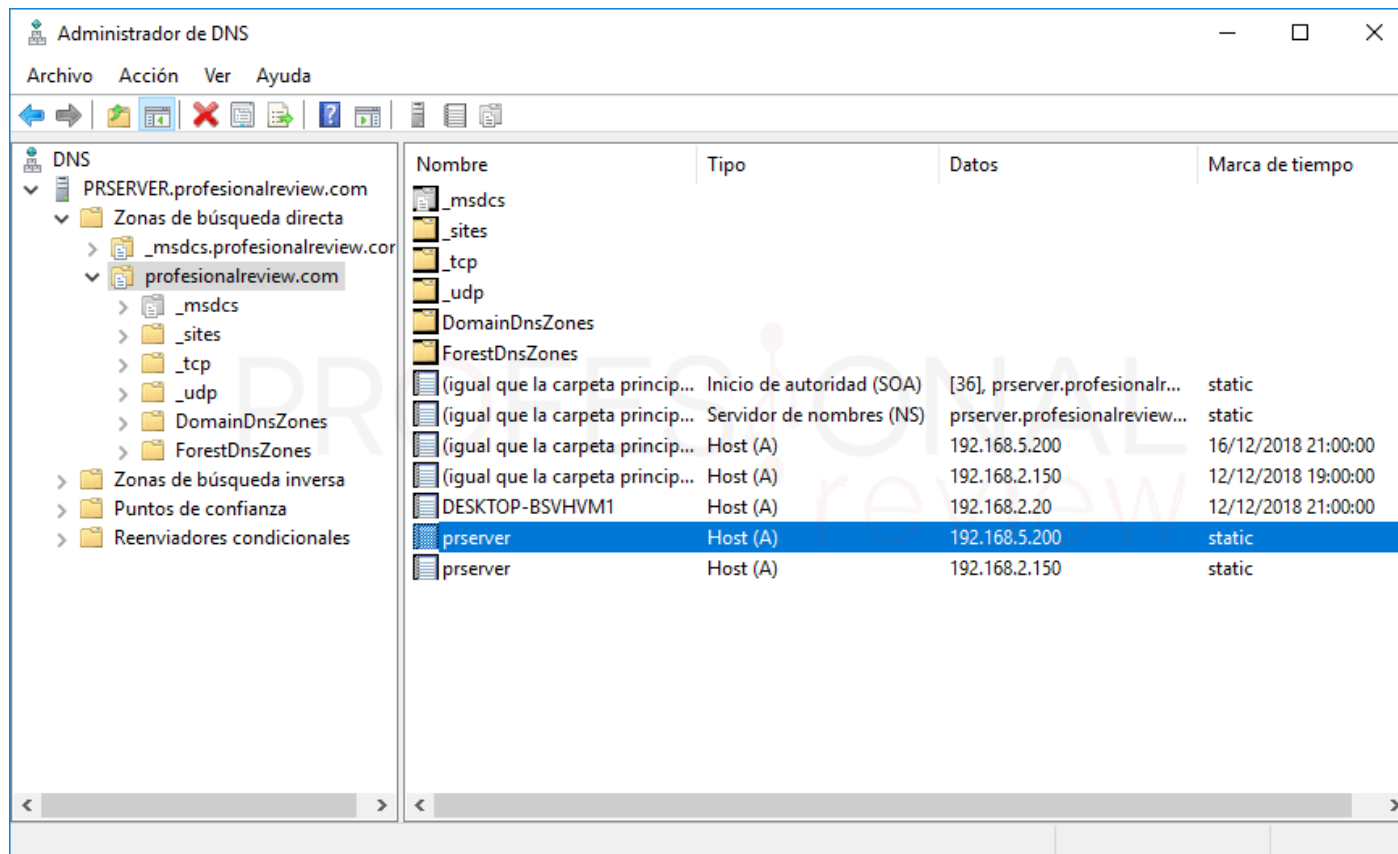 Administrador de DNS
Archivo Acción Ver Ayuda
DNS
PRSERVER.profesionalreview.com
Zonas de búsqueda directa
_msdcs.profesionalreview.cor
profesionalreview.com
_msdcs
_sites
_tcp
_udp
DomainDnsZones
ForestDnsZones
Zonas de búsqueda inversa
Puntos de confianza
Reenviadores condicionales
Nombre Tipo Datos Marca de tiempo
_msdcs
_sites
_tcp
_udp
DomainDnsZones
ForestDnsZones
(igual que la carpeta princip... Inicio de autoridad (SOA) [36], prserver.profesionalr... static
(igual que la carpeta princip... Servidor de nombres (NS) prserver.profesionalreview... static
(igual que la carpeta princip... Host (A) 192.168.5.200 16/12/2018 21:00:00
(igual que la carpeta princip... Host (A) 192.168.2.150 12/12/2018 19:00:00
DESKTOP-BSVHVM1 Host (A) 192.168.2.20 12/12/2018 21:00:00
prserver Host (A) 192.168.5.200 static
prserver Host (A) 192.168.2.150 static
PROFESIONAL
review